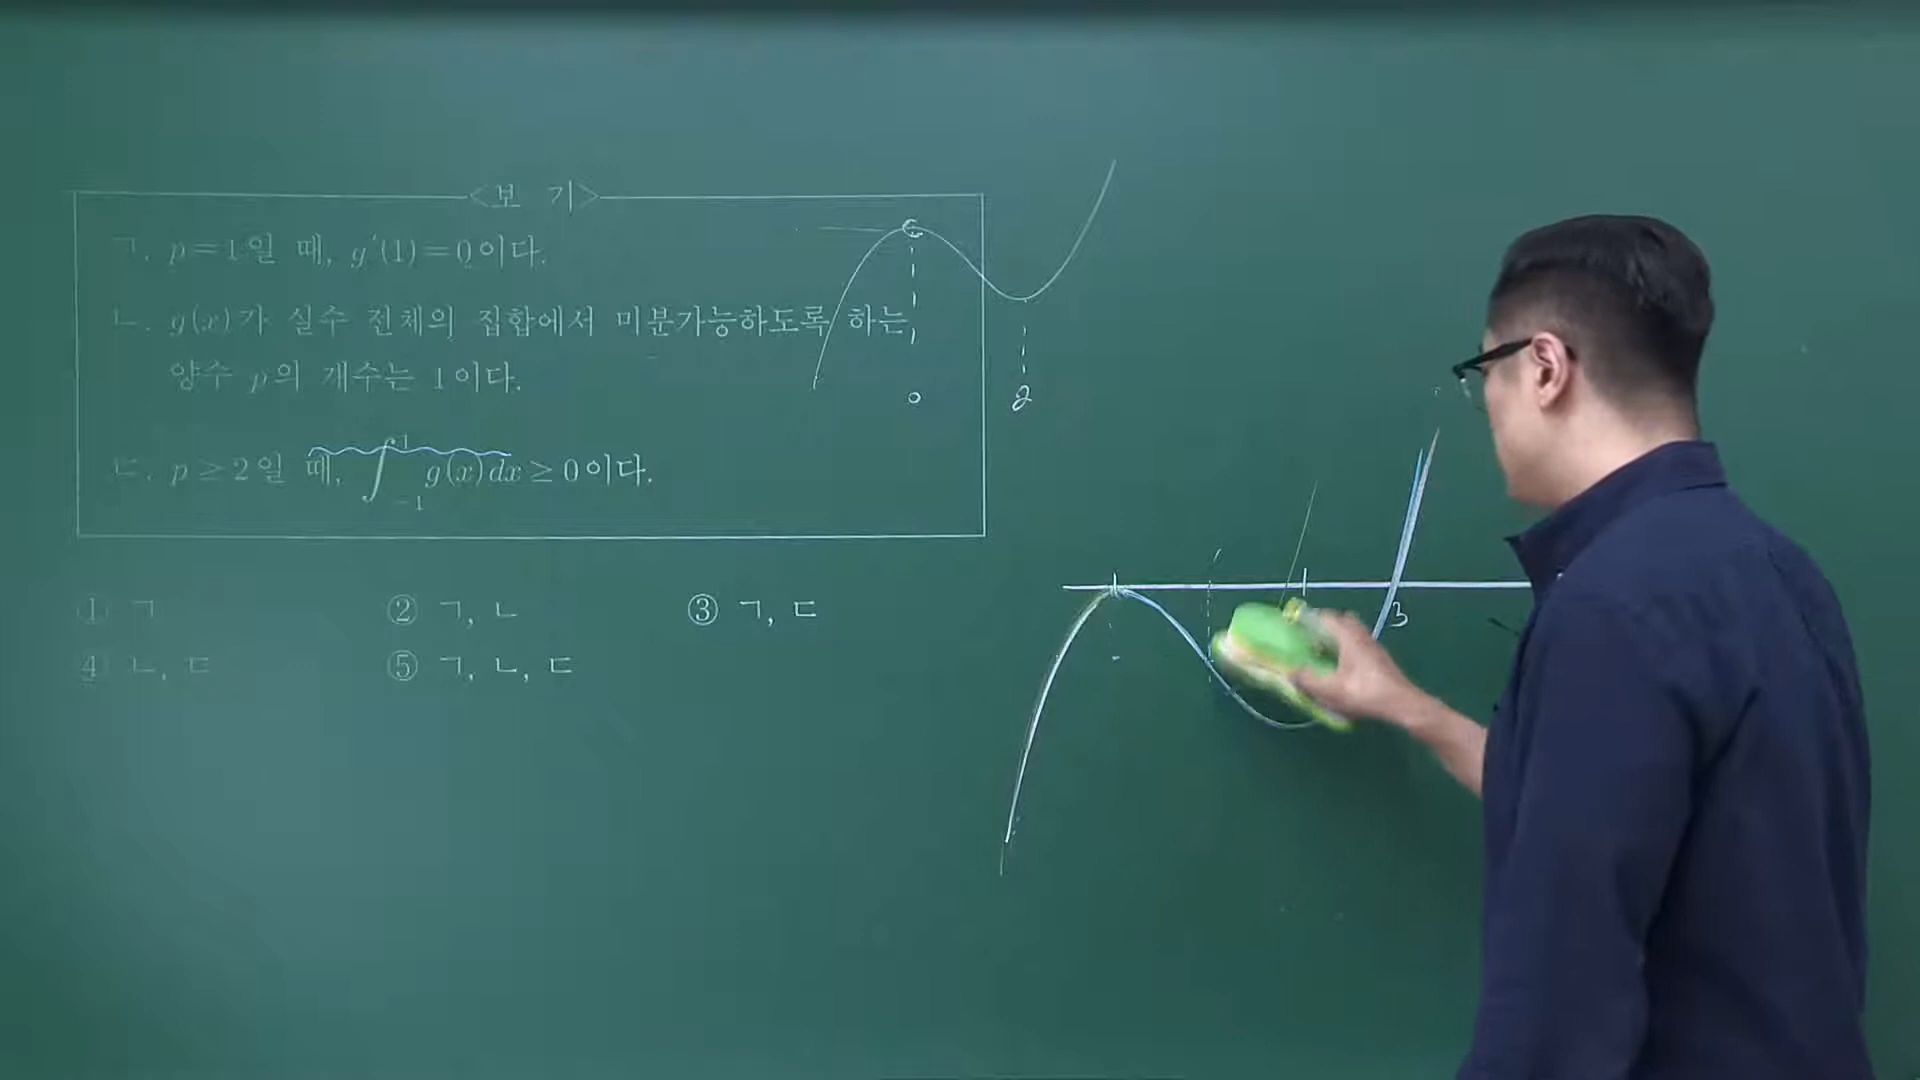 <보 기>
ㄱ. p=1일 때, g′(1)=0이다.
ㄴ. g(x)가 실수 전체의 집합에서 미분가능하도록 하는
양수 p의 개수는 1이다.
ㄷ. p≥2일 때, ∫₋₁¹ g(x)dx≥0이다.
① ㄱ ② ㄱ, ㄴ ③ ㄱ, ㄷ
④ ㄴ, ㄷ ⑤ ㄱ, ㄴ, ㄷ
0 2
3